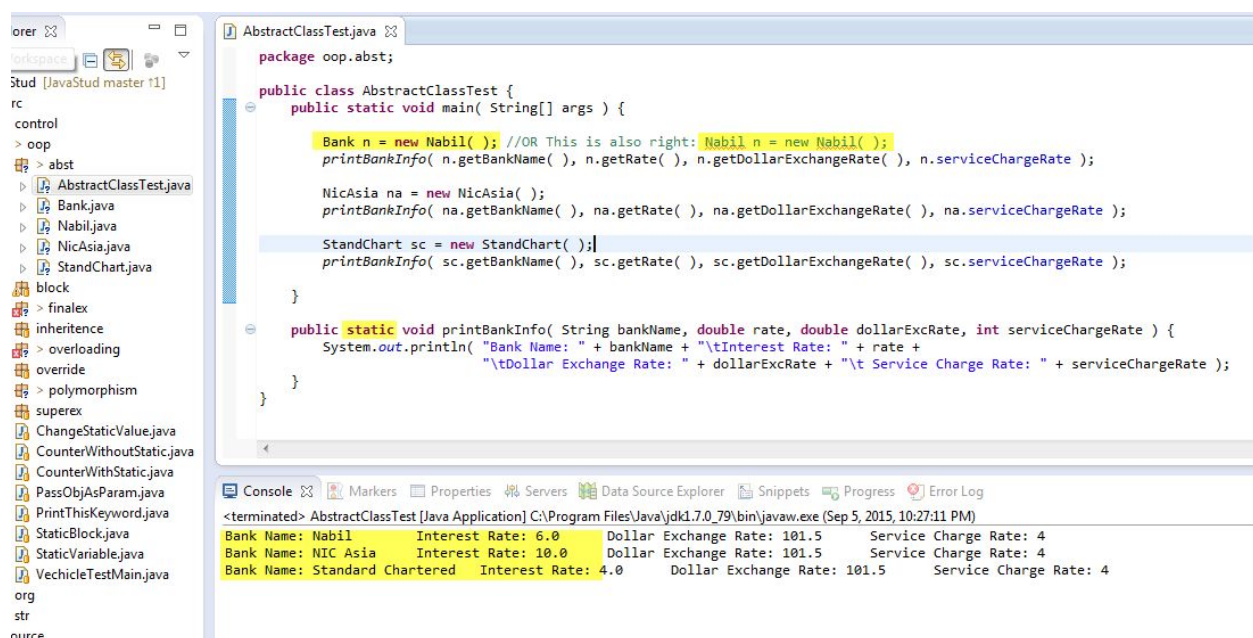 orer
Workspace
Stud [JavaStud master ↑1]
rc
control
> oop
> abst
AbstractClassTest.java
Bank.java
Nabil.java
NicAsia.java
StandChart.java
block
> finalex
inheritence
> overloading
override
> polymorphism
superex
ChangeStaticValue.java
CounterWithoutStatic.java
CounterWithStatic.java
PassObjAsParam.java
PrintThisKeyword.java
StaticBlock.java
StaticVariable.java
VechicleTestMain.java
org
str
ource
AbstractClassTest.java
package oop.abst;
public class AbstractClassTest {
public static void main( String[] args ) {
Bank n = new Nabil( ); //OR This is also right: Nabil n = new Nabil( );
printBankInfo( n.getBankName( ), n.getRate( ), n.getDollarExchangeRate( ), n.serviceChargeRate );
NicAsia na = new NicAsia( );
printBankInfo( na.getBankName( ), na.getRate( ), na.getDollarExchangeRate( ), na.serviceChargeRate );
StandChart sc = new StandChart( );
printBankInfo( sc.getBankName( ), sc.getRate( ), sc.getDollarExchangeRate( ), sc.serviceChargeRate );
}
public static void printBankInfo( String bankName, double rate, double dollarExcRate, int serviceChargeRate ) {
System.out.println( "Bank Name: " + bankName + "\tInterest Rate: " + rate +
"\tDollar Exchange Rate: " + dollarExcRate + "\t Service Charge Rate: " + serviceChargeRate );
}
}
Console Markers Properties Servers Data Source Explorer Snippets Progress Error Log
<terminated> AbstractClassTest [Java Application] C:\Program Files\Java\jdk1.7.0_79\bin\javaw.exe (Sep 5, 2015, 10:27:11 PM)
Bank Name: Nabil Interest Rate: 6.0 Dollar Exchange Rate: 101.5 Service Charge Rate: 4
Bank Name: NIC Asia Interest Rate: 10.0 Dollar Exchange Rate: 101.5 Service Charge Rate: 4
Bank Name: Standard Chartered Interest Rate: 4.0 Dollar Exchange Rate: 101.5 Service Charge Rate: 4